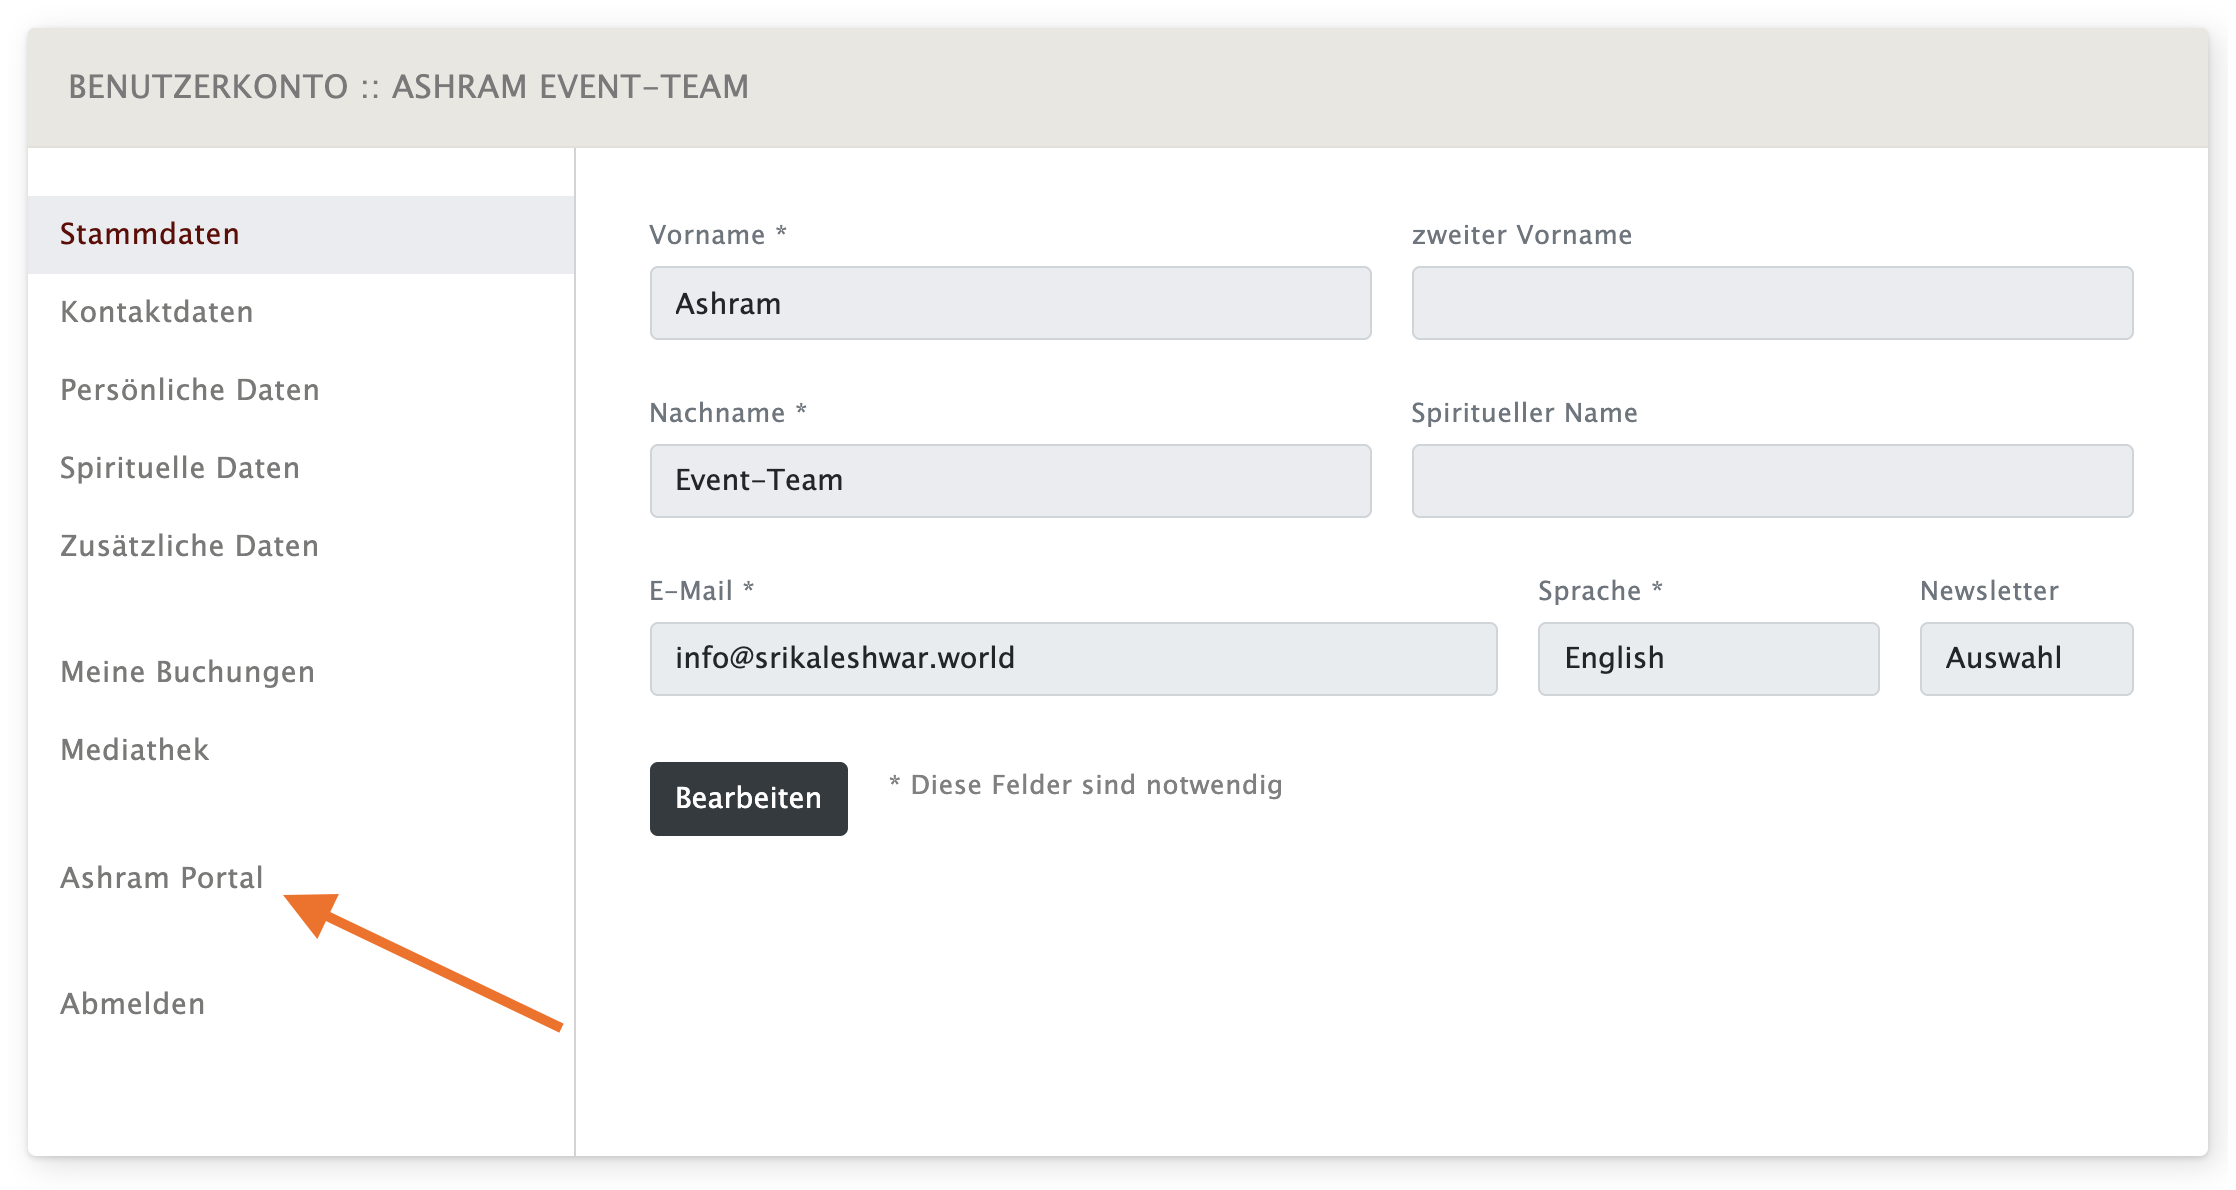 BENUTZERKONTO :: ASHRAM EVENT-TEAM
Stammdaten
Kontaktdaten
Persönliche Daten
Spirituelle Daten
Zusätzliche Daten
Meine Buchungen
Mediathek
Ashram Portal
Abmelden
Vorname * zweiter Vorname
Ashram
Nachname * Spiritueller Name
Event-Team
E-Mail * Sprache * Newsletter
info@srikaleshwar.world English Auswahl
Bearbeiten * Diese Felder sind notwendig